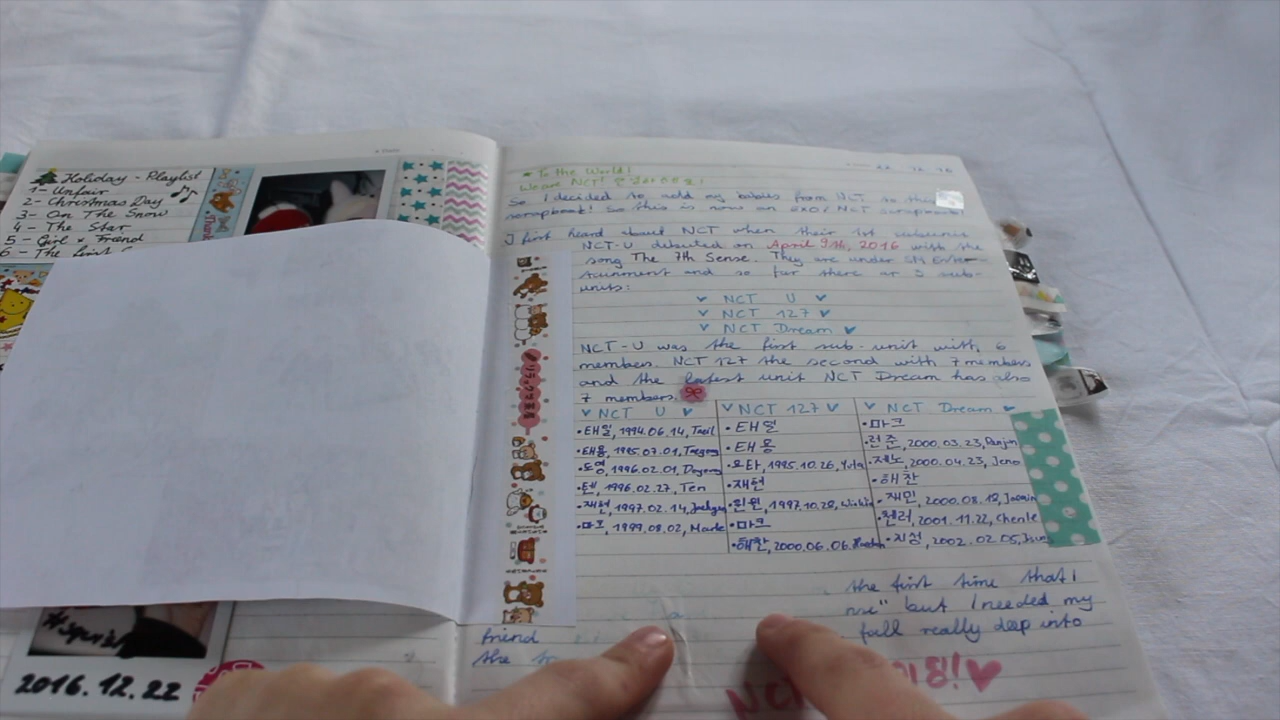 Holiday - Playlist
1- Unfair
2- Christmas Day
3- On The Snow
4 - The Star
5 - Girl x Friend
6 - The first
#special
2016.12.22
★ To the World!
We are NCT!
So I decided to add my babies from NCT to the
scrapbook! So this is now an EXO/NCT scrapbook!
I first heard about NCT when their 1st subunit
NCT-U debuted on April 9th, 2016 with the
song The 7th Sense. They are under SM Enter-
tainment and so far there are 3 sub-
units:
♥ NCT U ♥
♥ NCT 127 ♥
♥ NCT Dream ♥
NCT-U was the first sub-unit with 6
members. NCT 127 the second with 7 members
and the latest unit NCT Dream has also
7 members.
♥ NCT U ♥
• 태일, 1994.06.14, Taeil
• 태용, 1995.07.01, Taeyong
• 도영, 1996.02.01, Doyoung
• 텐, 1996.02.27, Ten
• 재현, 1997.02.14, Jaehyun
• 마크, 1999.08.02, Mark
♥ NCT 127 ♥
• 태일
• 태용
• 유타, 1995.10.26, Yuta
• 재현
• 윈윈, 1997.10.28, WinWin
• 마크
• 해찬, 2000.06.06, Haechan
♥ NCT Dream ♥
• 마크
• 런쥔, 2000.03.23, Renjun
• 제노, 2000.04.23, Jeno
• 해찬
• 재민, 2000.08.13, Jaemin
• 천러, 2001.11.22, Chenle
• 지성, 2002.02.05, Jisung
the first time that I
me" but I needed my
friend fall really deep into
the
NCT 화이팅!♥